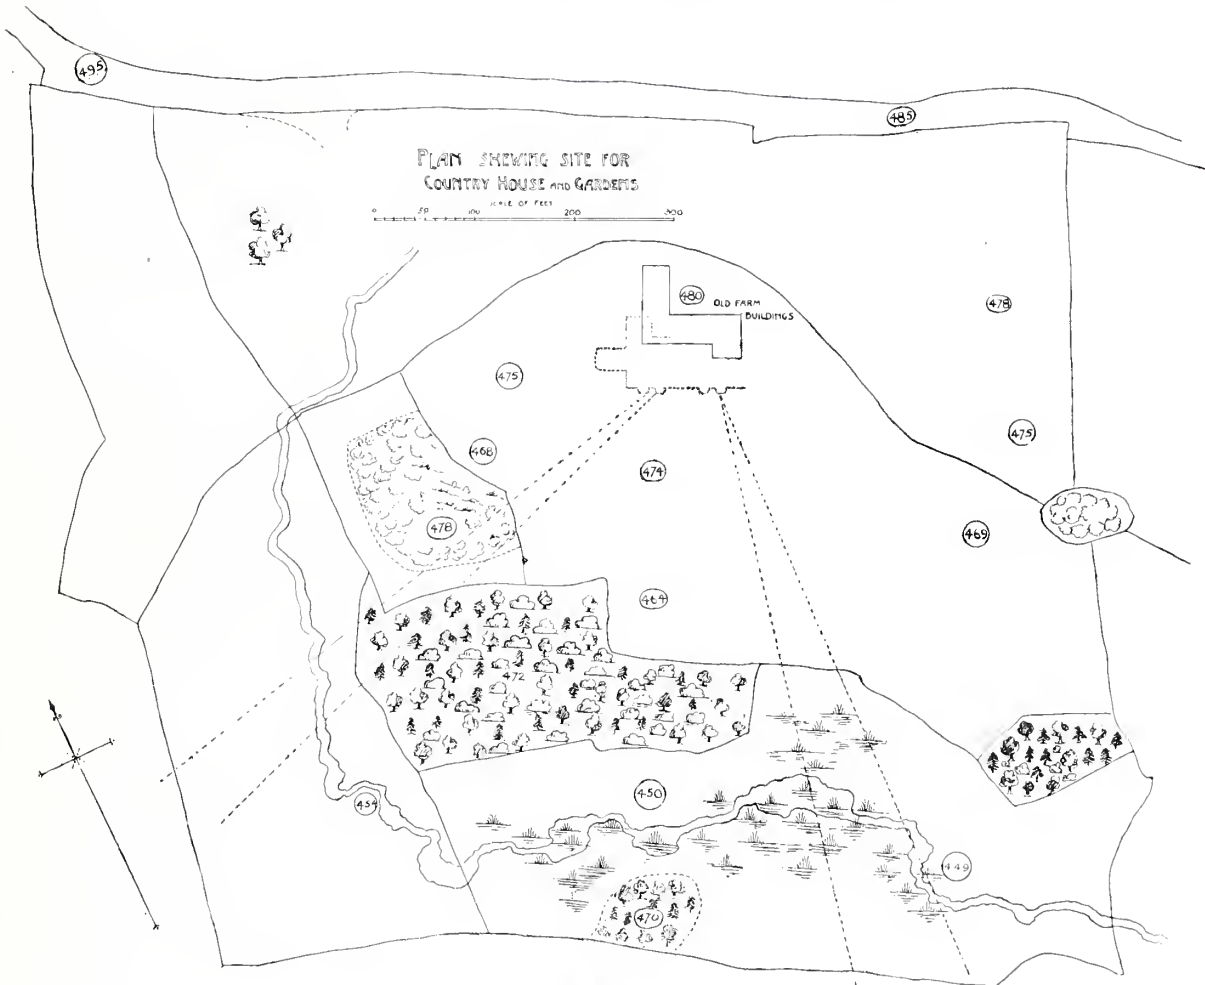 495
485
PLAN SHEWING SITE FOR
COUNTRY HOUSE AND GARDENS
SCALE OF FEET
0 50 100 200 300
480 OLD FARM
BUILDINGS
478
475
475
468
474
478
469
464
472
450
454
449
470